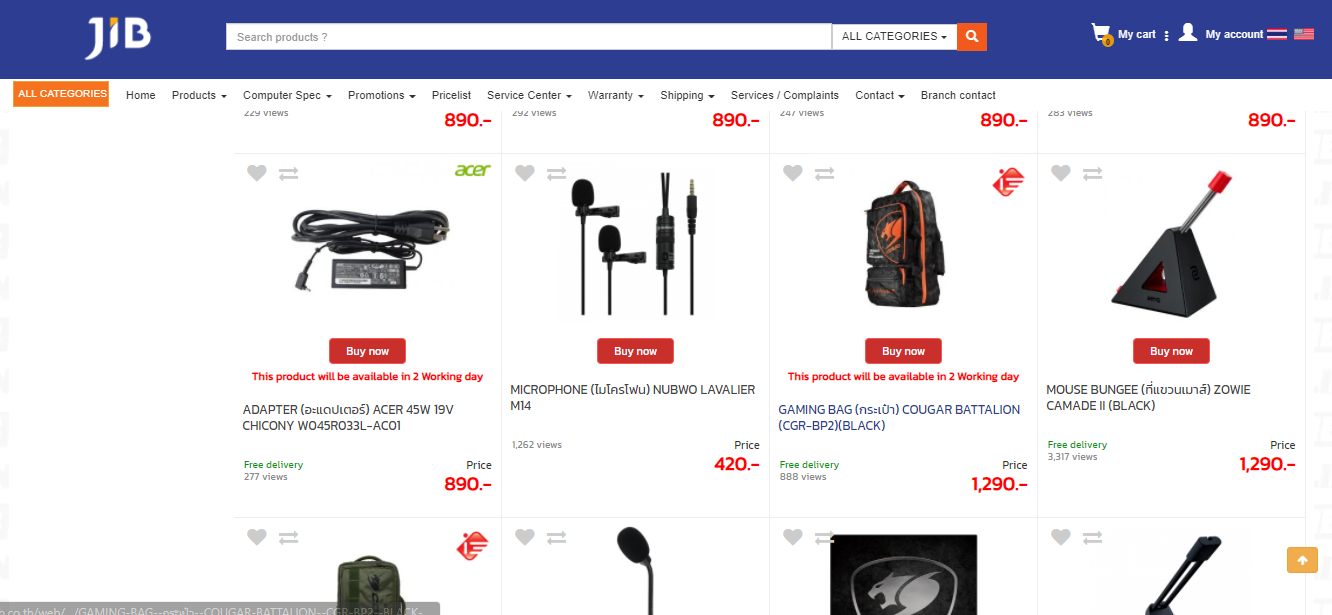 JIB
Search products ?
ALL CATEGORIES
0
My cart
My account
ALL CATEGORIES
Home
Products
Computer Spec
Promotions
Pricelist
Service Center
Warranty
Shipping
Services / Complaints
Contact
Branch contact
229 views
890.-
292 views
890.-
247 views
890.-
283 views
890.-
acer
Buy now
This product will be available in 2 Working day
ADAPTER (อะแดปเตอร์) ACER 45W 19V
CHICONY W045R033L-AC01
Free delivery
277 views
Price
890.-
Buy now
MICROPHONE (ไมโครโฟน) NUBWO LAVALIER
M14
1,262 views
Price
420.-
COUGAR
Buy now
This product will be available in 2 Working day
GAMING BAG (กระเป๋า) COUGAR BATTALION
(CGR-BP2)(BLACK)
Free delivery
888 views
Price
1,290.-
Buy now
MOUSE BUNGEE (ที่แขวนเมาส์) ZOWIE
CAMADE II (BLACK)
Free delivery
3,317 views
Price
1,290.-
b.co.th/web/.../GAMING-BAG--กระเป๋า--COUGAR-BATTALION--CGR-BP2--BLACK-